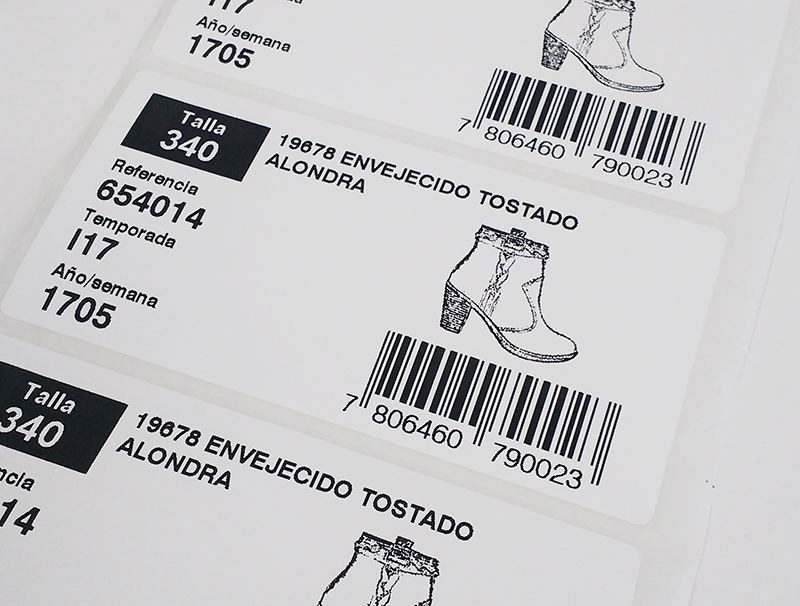 I17
Año/semana
1705
7 806460 790023
Talla
340
19678 ENVEJECIDO TOSTADO
ALONDRA
Referencia
654014
Temporada
I17
Año/semana
1705
7 806460 790023
Talla
340
19678 ENVEJECIDO TOSTADO
ALONDRA
14